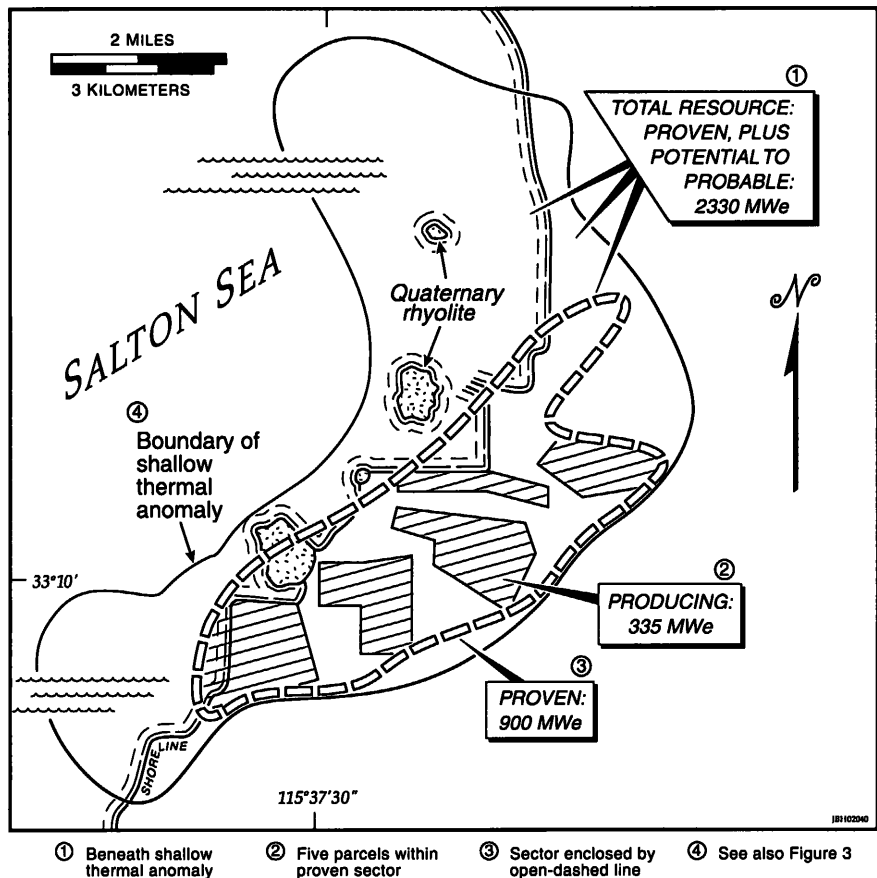 2 MILES
3 KILOMETERS
①
TOTAL RESOURCE:
PROVEN, PLUS
POTENTIAL TO
PROBABLE:
2330 MWe
SALTON SEA
Quaternary
rhyolite
N
④
Boundary of
shallow
thermal
anomaly
33°10'
②
PRODUCING:
335 MWe
③
PROVEN:
900 MWe
SHORELINE
115°37'30"
① Beneath shallow
thermal anomaly
② Five parcels within
proven sector
③ Sector enclosed by
open-dashed line
④ See also Figure 3